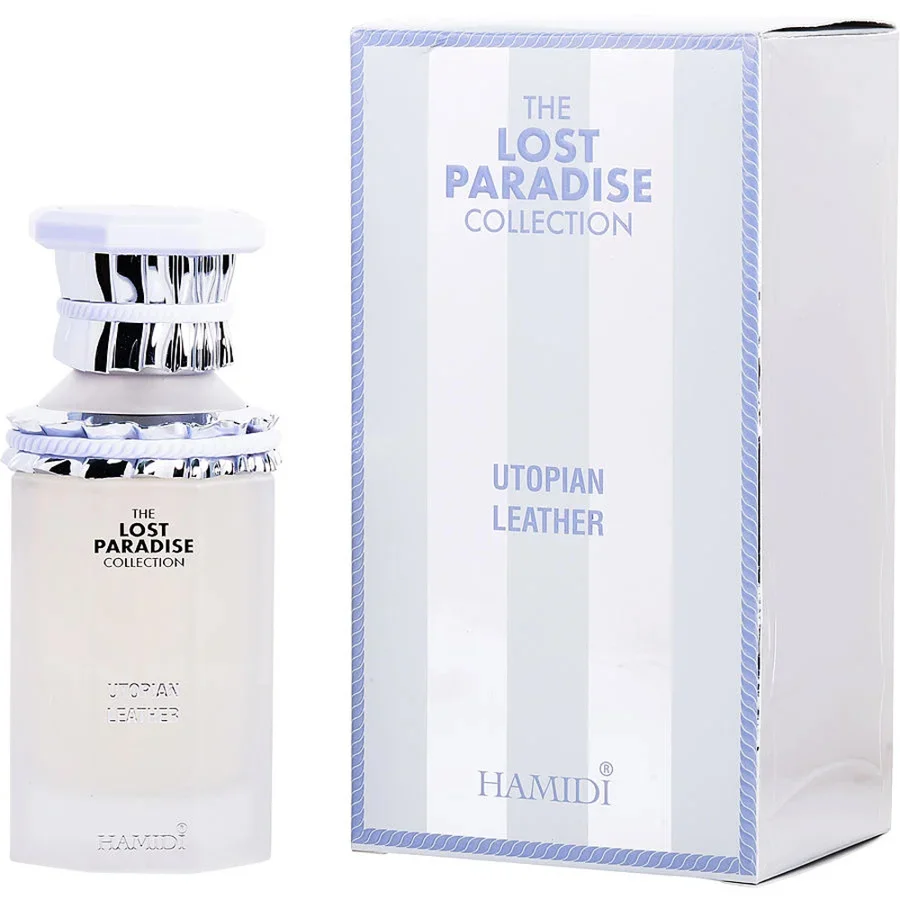 THE
LOST
PARADISE
COLLECTION
UTOPIAN
LEATHER
HAMIDI®
THE
LOST
PARADISE
COLLECTION
UTOPIAN
LEATHER
HAMIDI®